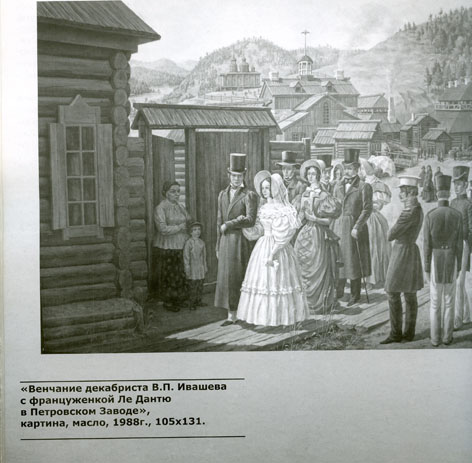 «Венчание декабриста В.П. Ивашева
с француженкой Ле Дантю
в Петровском Заводе»,
картина, масло, 1988г., 105х131.